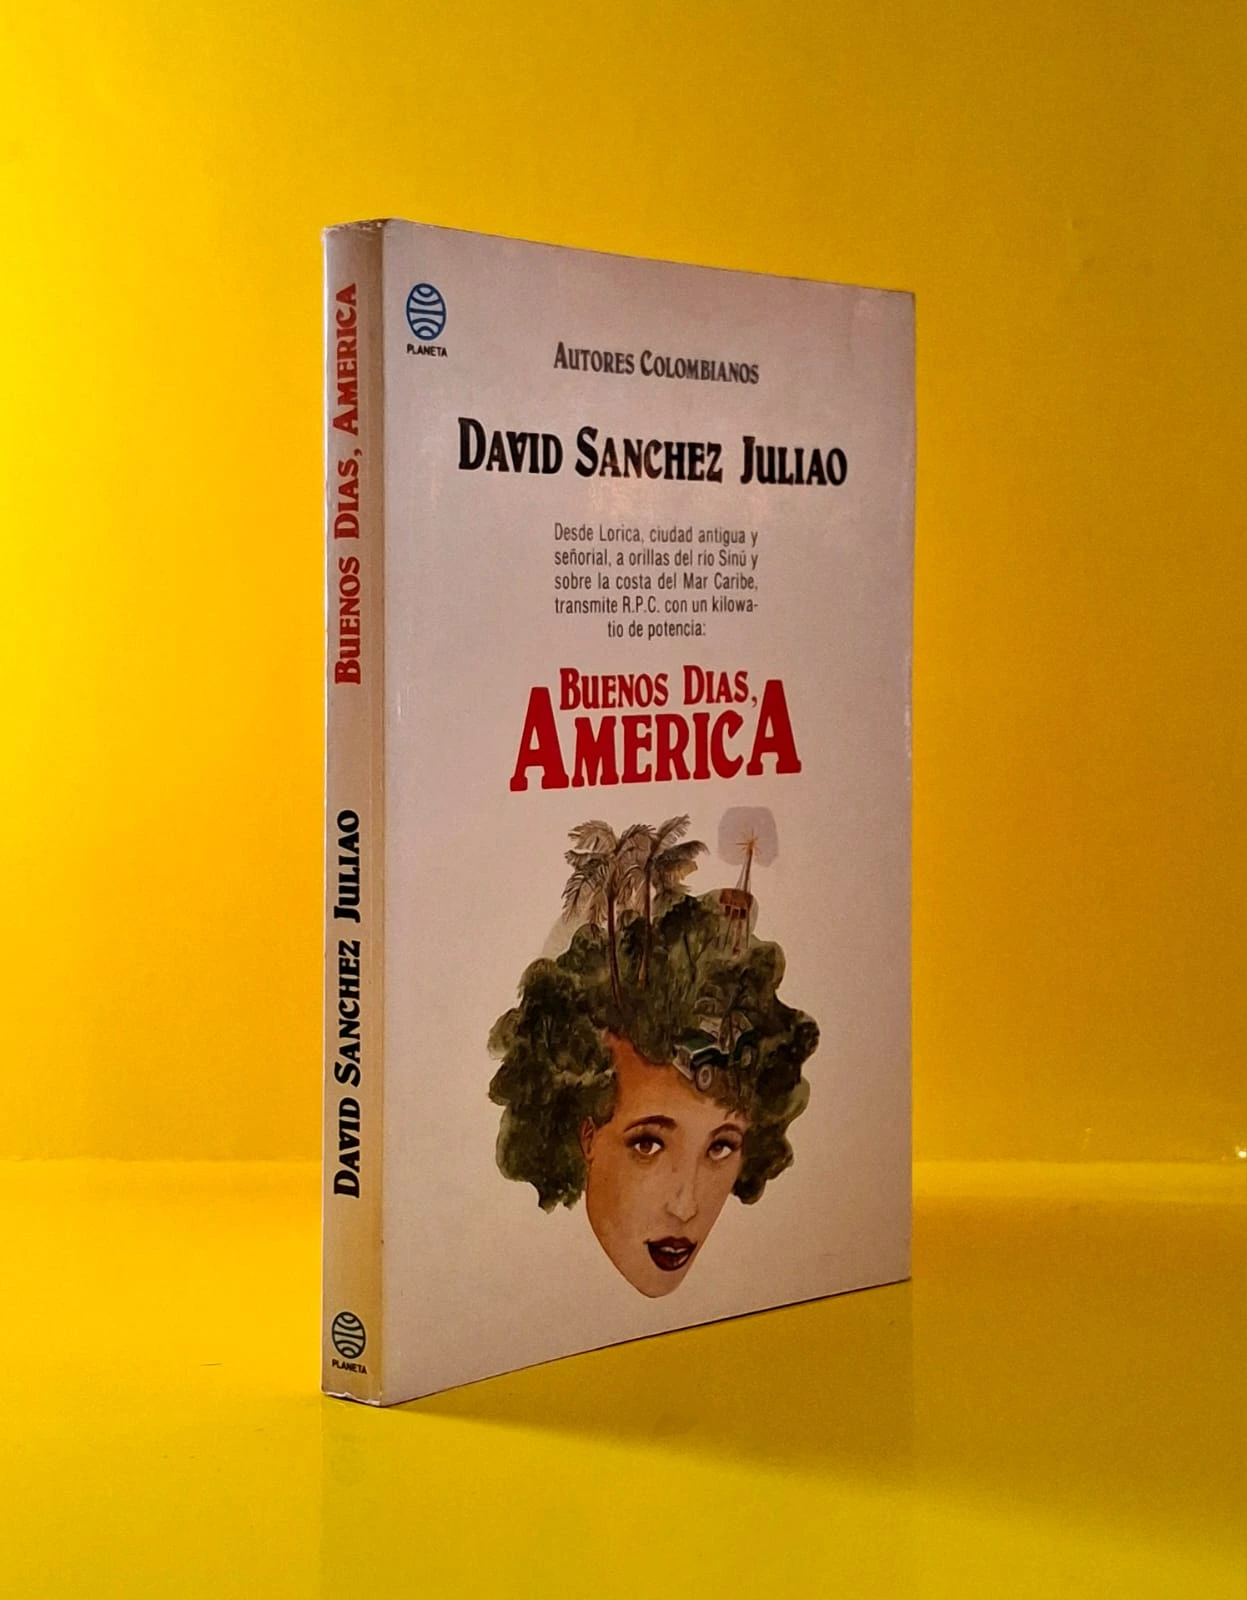 BUENOS DIAS, AMERICA
DAVID SANCHEZ JULIAO
PLANETA
PLANETA
AUTORES COLOMBIANOS
DAVID SANCHEZ JULIAO
Desde Lorica, ciudad antigua y
señorial, a orillas del río Sinú y
sobre la costa del Mar Caribe,
transmite R.P.C. con un kilowa-
tio de potencia:
BUENOS DIAS,
AMERICA